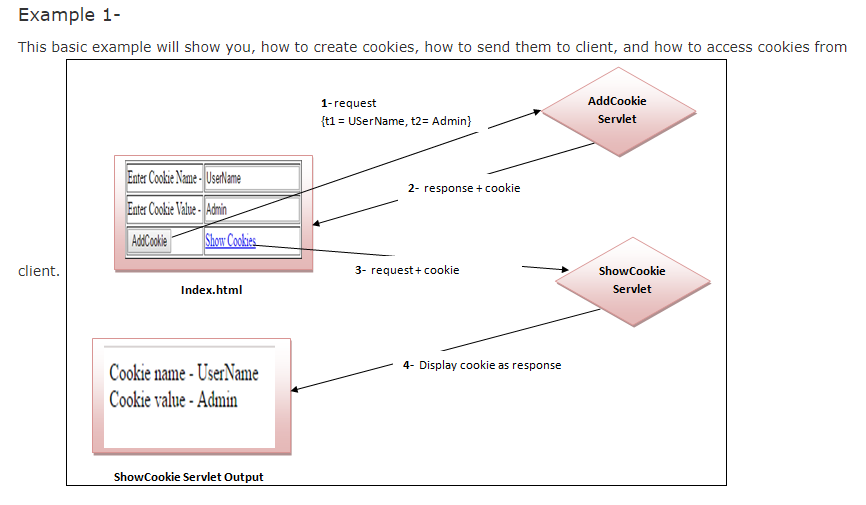 Example 1-
This basic example will show you, how to create cookies, how to send them to client, and how to access cookies from
client.
1- request
{t1 = USerName, t2= Admin}
AddCookie
Servlet
2- response + cookie
Enter Cookie Name - UserName
Enter Cookie Value - Admin
AddCookie Show Cookies
Index.html
3- request + cookie
ShowCookie
Servlet
4- Display cookie as response
Cookie name - UserName
Cookie value - Admin
ShowCookie Servlet Output